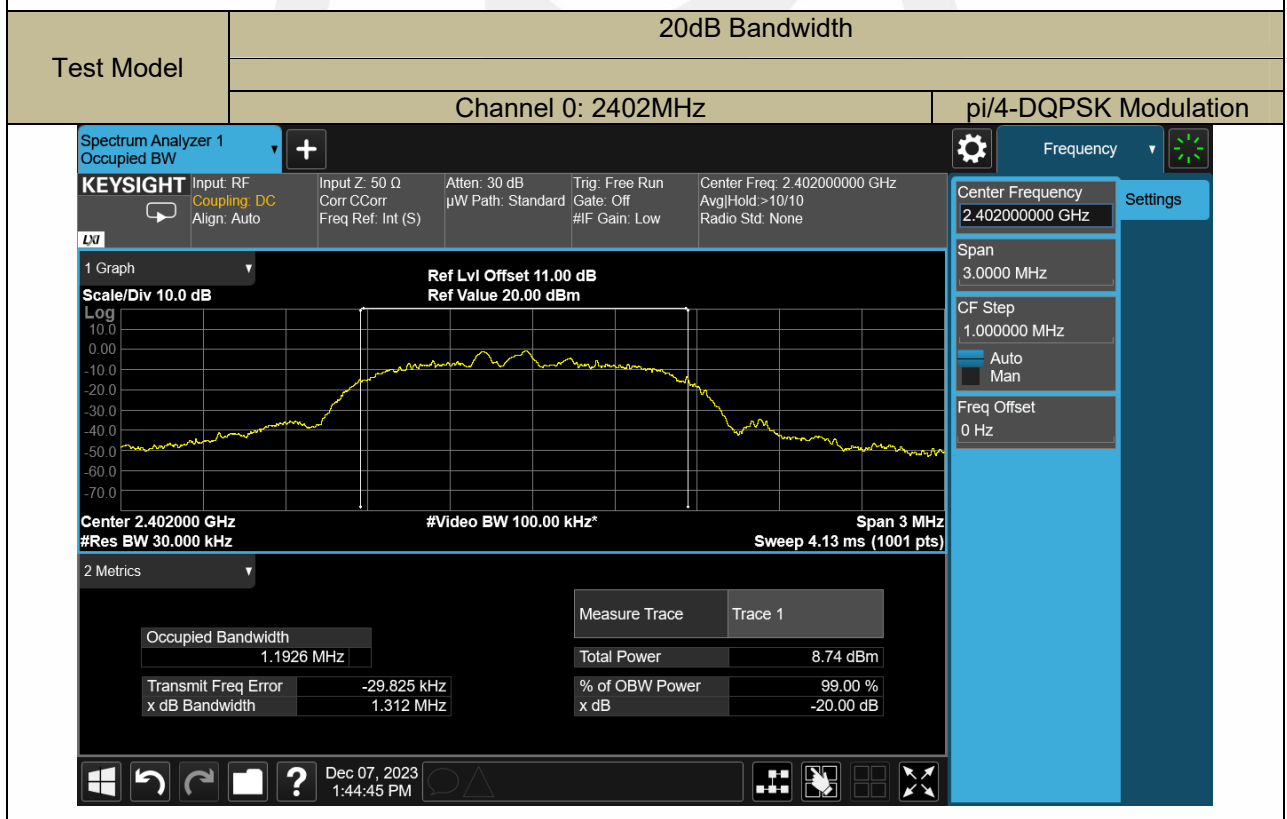 20dB Bandwidth
Test Model
Channel 0: 2402MHz
pi/4-DQPSK Modulation
Spectrum Analyzer 1
Occupied BW
Frequency
KEYSIGHT
LXI
Input: RF
Coupling: DC
Align: Auto
Input Z: 50 Ω
Corr CCorr
Freq Ref: Int (S)
Atten: 30 dB
µW Path: Standard
Trig: Free Run
Gate: Off
#IF Gain: Low
Center Freq: 2.402000000 GHz
Avg|Hold:>10/10
Radio Std: None
Center Frequency
2.402000000 GHz
Settings
Span
3.0000 MHz
CF Step
1.000000 MHz
Auto
Man
Freq Offset
0 Hz
1 Graph
Scale/Div 10.0 dB
Ref Lvl Offset 11.00 dB
Ref Value 20.00 dBm
Log
10.0
0.00
-10.0
-20.0
-30.0
-40.0
-50.0
-60.0
-70.0
Center 2.402000 GHz
#Video BW 100.00 kHz*
Span 3 MHz
#Res BW 30.000 kHz
Sweep 4.13 ms (1001 pts)
2 Metrics
Measure Trace
Trace 1
Occupied Bandwidth
1.1926 MHz
Total Power
8.74 dBm
Transmit Freq Error
-29.825 kHz
% of OBW Power
99.00 %
x dB Bandwidth
1.312 MHz
x dB
-20.00 dB
?
Dec 07, 2023
1:44:45 PM